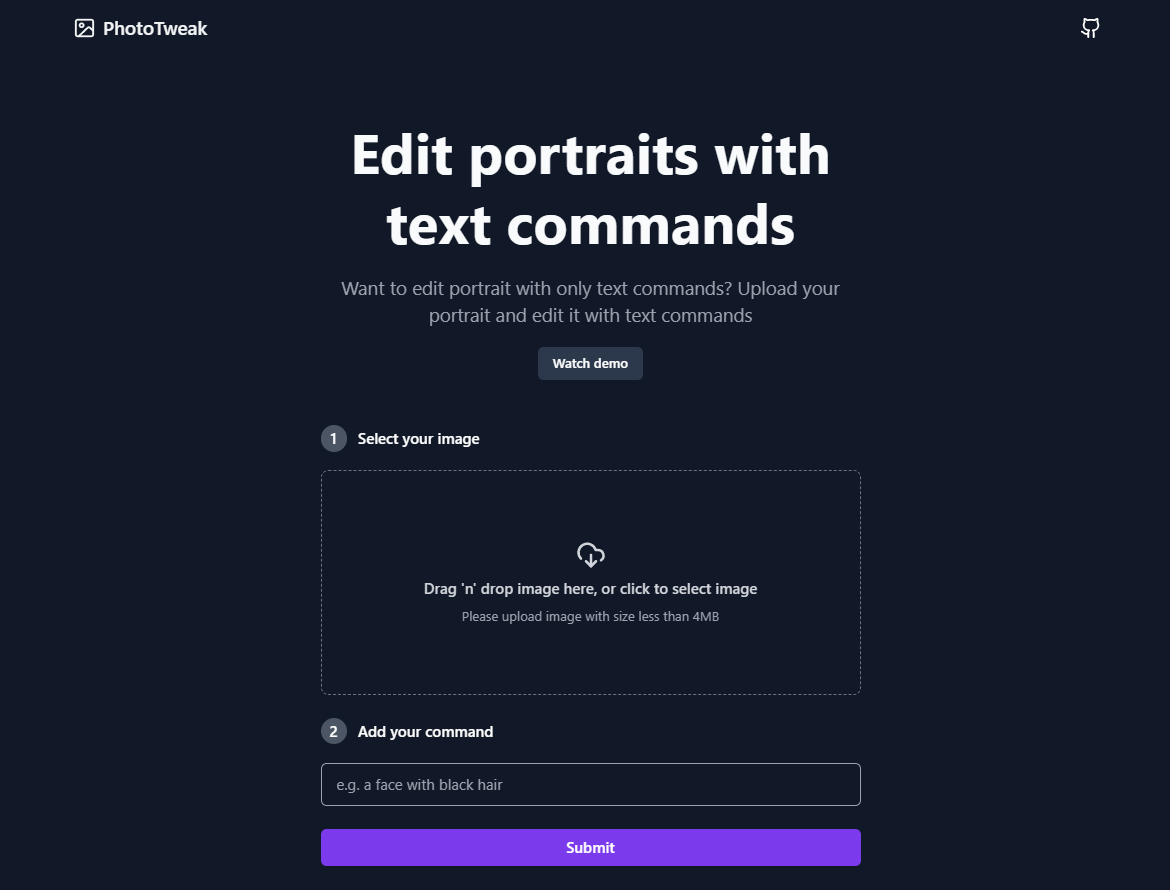 PhotoTweak
Edit portraits with
text commands
Want to edit portrait with only text commands? Upload your
portrait and edit it with text commands
Watch demo
1 Select your image
Drag 'n' drop image here, or click to select image
Please upload image with size less than 4MB
2 Add your command
e.g. a face with black hair
Submit